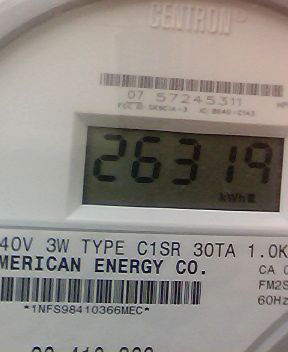 CENTRON®
07 57245311
26319
kWh
40V 3W TYPE C1SR 30TA 1.0K
MERICAN ENERGY CO.
CA
FM2S
60Hz
*1NFS98410366MEC*